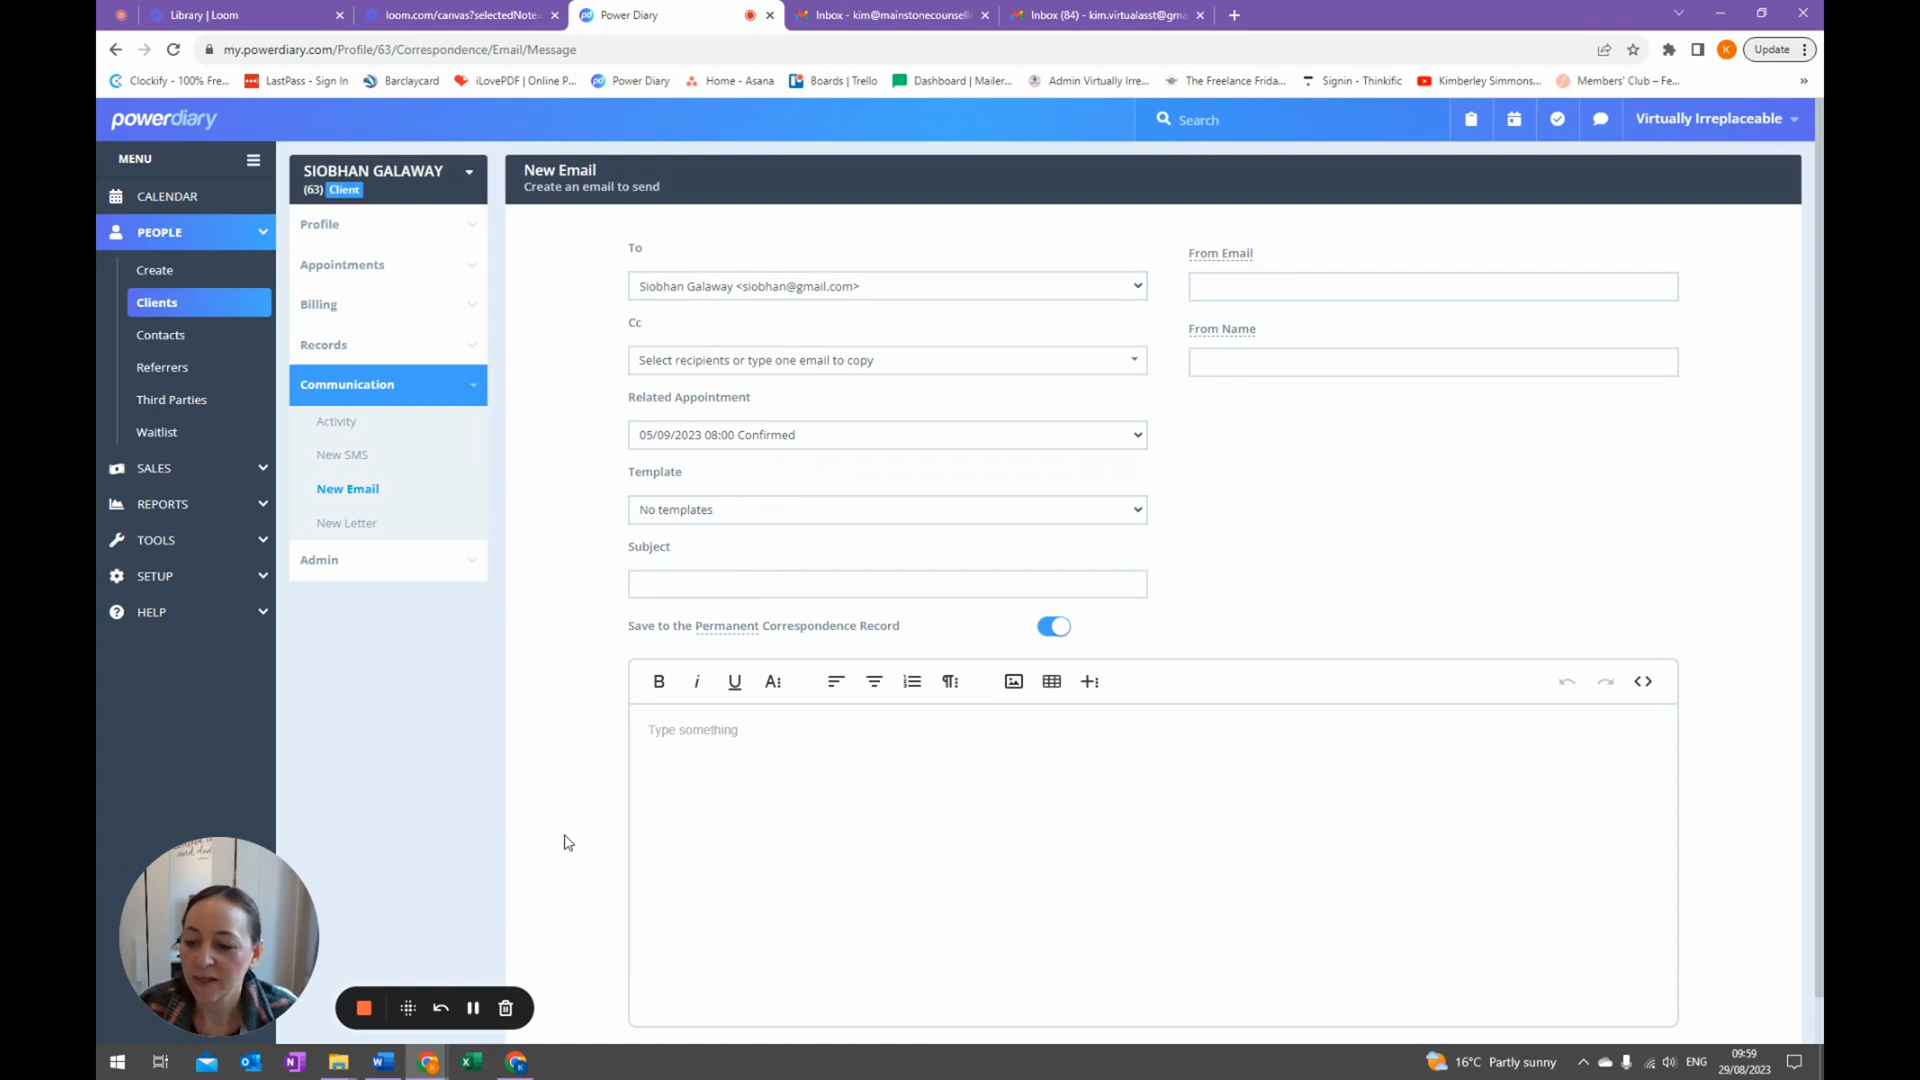 Library | Loom
loom.com/canvas?selectedNote=
Power Diary
Inbox - kim@mainstonecounselli
Inbox (84) - kim.virtualasst@gma
my.powerdiary.com/Profile/63/Correspondence/Email/Message
K
Update
Clockify - 100% Fre...
LastPass - Sign In
Barclaycard
iLovePDF | Online P...
Power Diary
Home - Asana
Boards | Trello
Dashboard | Mailer...
Admin Virtually Irre...
The Freelance Frida...
Signin - Thinkific
Kimberley Simmons...
Members' Club – Fe...
powerdiary
Search
Virtually Irreplaceable
MENU
CALENDAR
PEOPLE
Create
Clients
Contacts
Referrers
Third Parties
Waitlist
SALES
REPORTS
TOOLS
SETUP
HELP
SIOBHAN GALAWAY
(63) Client
Profile
Appointments
Billing
Records
Communication
Activity
New SMS
New Email
New Letter
Admin
New Email
Create an email to send
To
Siobhan Galaway <siobhan@gmail.com>
Cc
Select recipients or type one email to copy
Related Appointment
05/09/2023 08:00 Confirmed
Template
No templates
Subject
Save to the Permanent Correspondence Record
From Email
From Name
Type something
16°C Partly sunny
ENG
09:59
29/08/2023